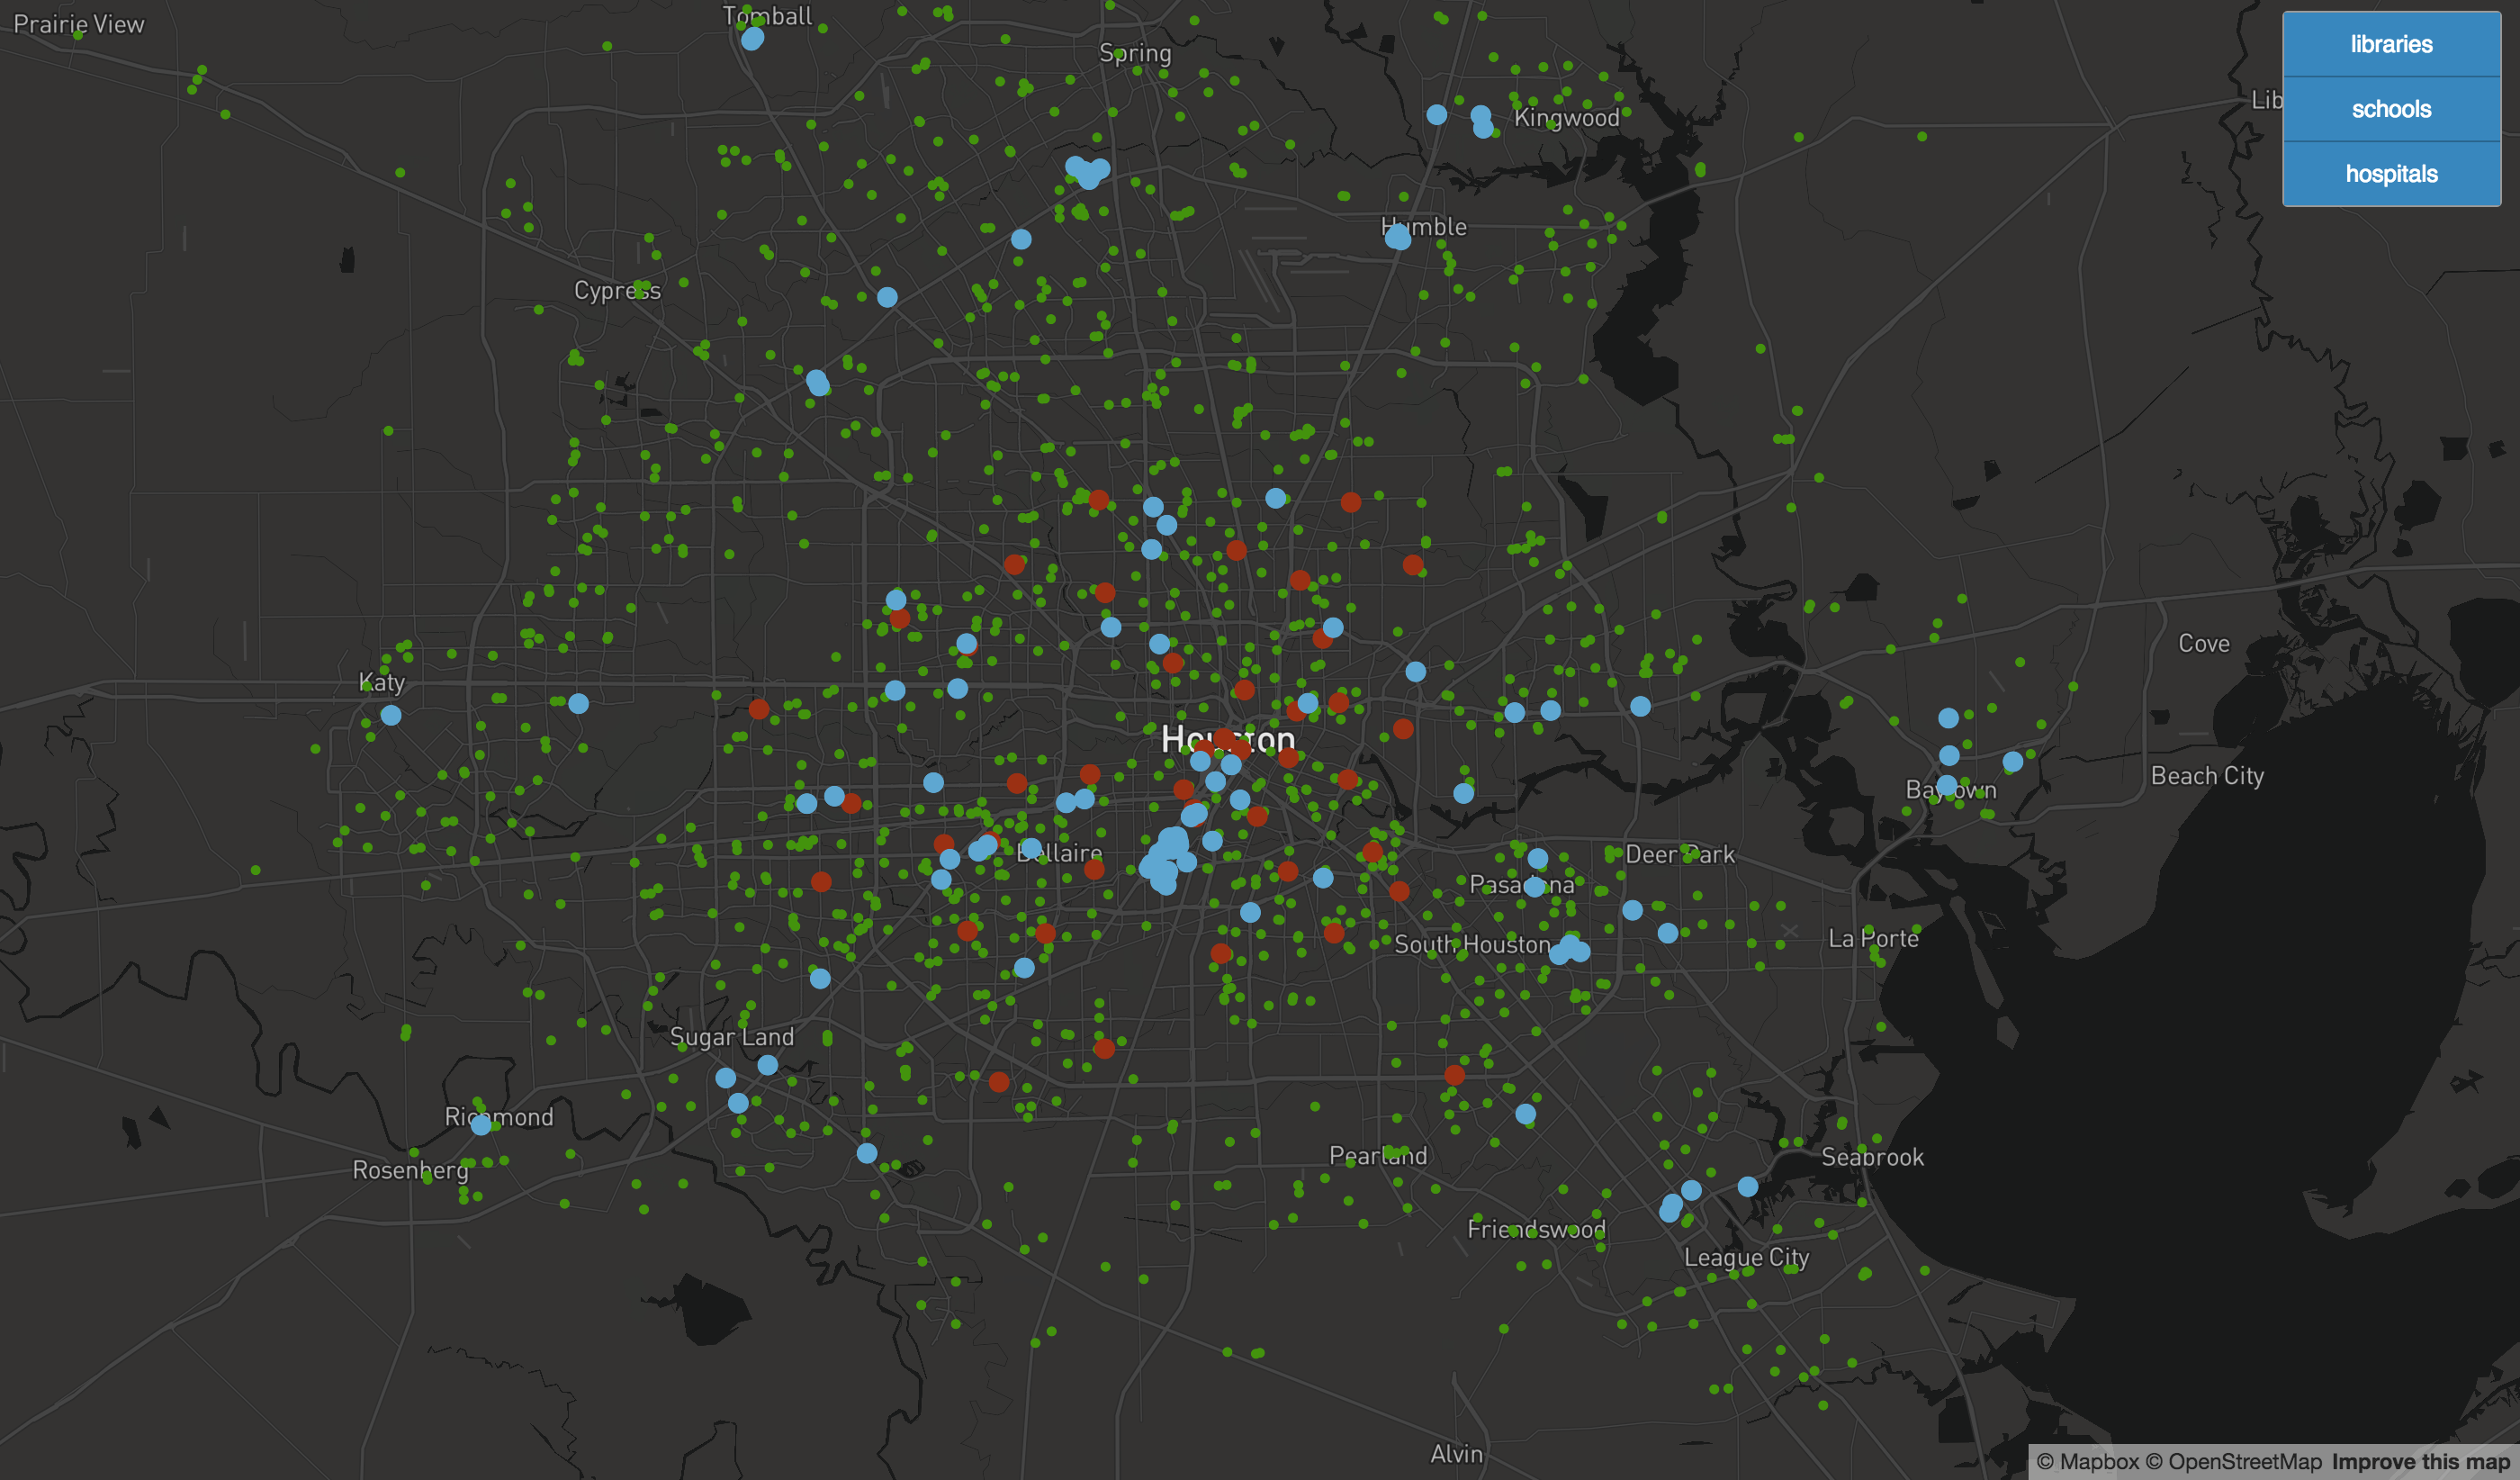 Prairie View
Tomball
Spring
Kingwood
Humble
Cypress
libraries
schools
hospitals
Lib
Katy
Houston
Cove
Beach City
Baytown
Bellaire
Deer Park
Pasadena
South Houston
La Porte
Sugar Land
Richmond
Rosenberg
Pearland
Seabrook
Friendswood
League City
Alvin
© Mapbox © OpenStreetMap Improve this map